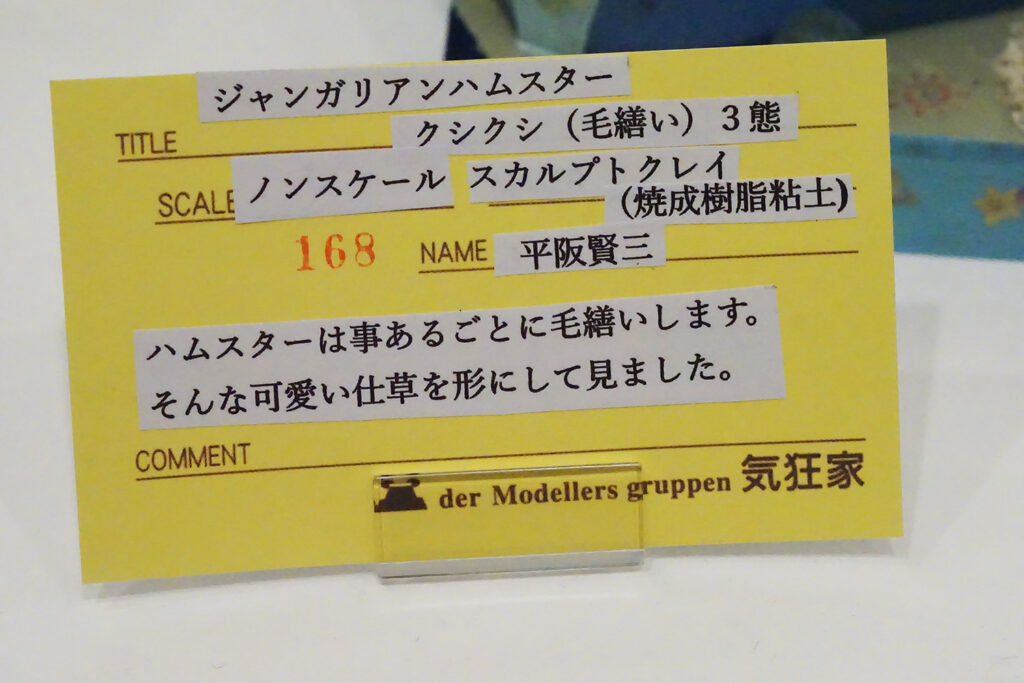 ジャンガリアンハムスター
TITLE クシクシ（毛繕い）３態
SCALE ノンスケール スカルプトクレイ
(焼成樹脂粘土)
168 NAME 平阪賢三
ハムスターは事あるごとに毛繕いします。
そんな可愛い仕草を形にして見ました。
COMMENT
der Modellers gruppen 気狂家